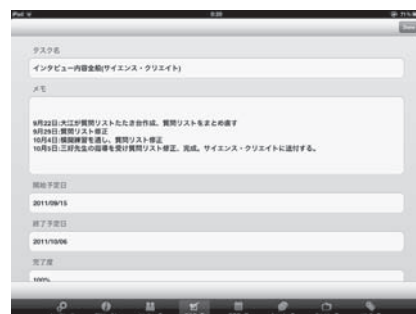 iPad
9:20
71%
タスク名
インタビュー内容全般(サイエンス・クリエイト)
メモ
9月22日:大江が質問リストたたき台作成、質問リストをまとめ直す
9月29日:質問リスト修正
10月4日:模擬練習を通し、質問リスト修正
10月5日:三好先生の指導を受け質問リスト修正、完成。サイエンス・クリエイトに送付する。
開始予定日
2011/09/15
終了予定日
2011/10/06
完了度
100%